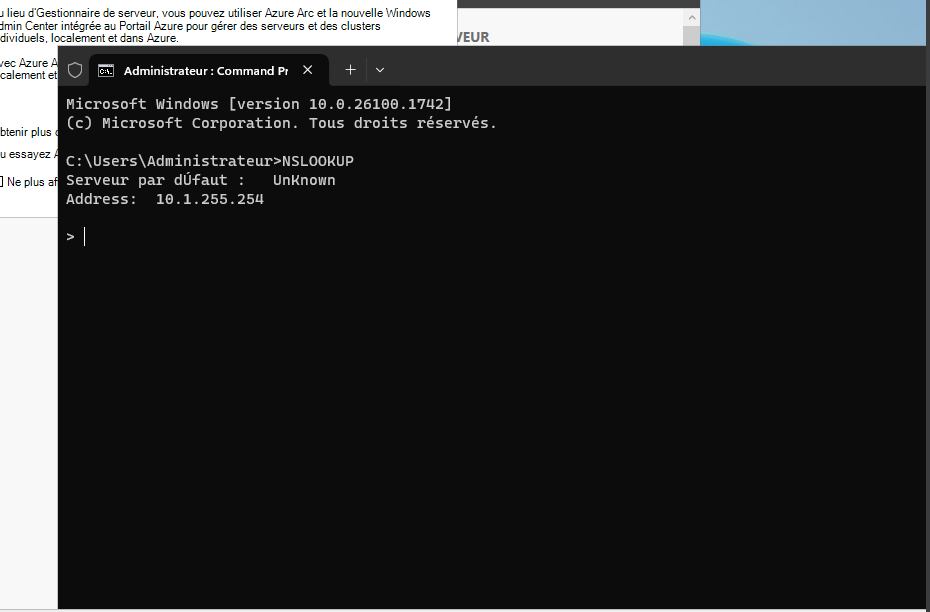 lieu d'Gestionnaire de serveur, vous pouvez utiliser Azure Arc et la nouvelle Windows
dmin Center intégrée au Portail Azure pour gérer des serveurs et des clusters
dividuels, localement et dans Azure.
VEUR
vec Azure A
calement et
btenir plus
u essayez A
] Ne plus af
Administrateur : Command Pr
Microsoft Windows [version 10.0.26100.1742]
(c) Microsoft Corporation. Tous droits réservés.
C:\Users\Administrateur>NSLOOKUP
Serveur par dÚfaut :   UnKnown
Address:  10.1.255.254
>